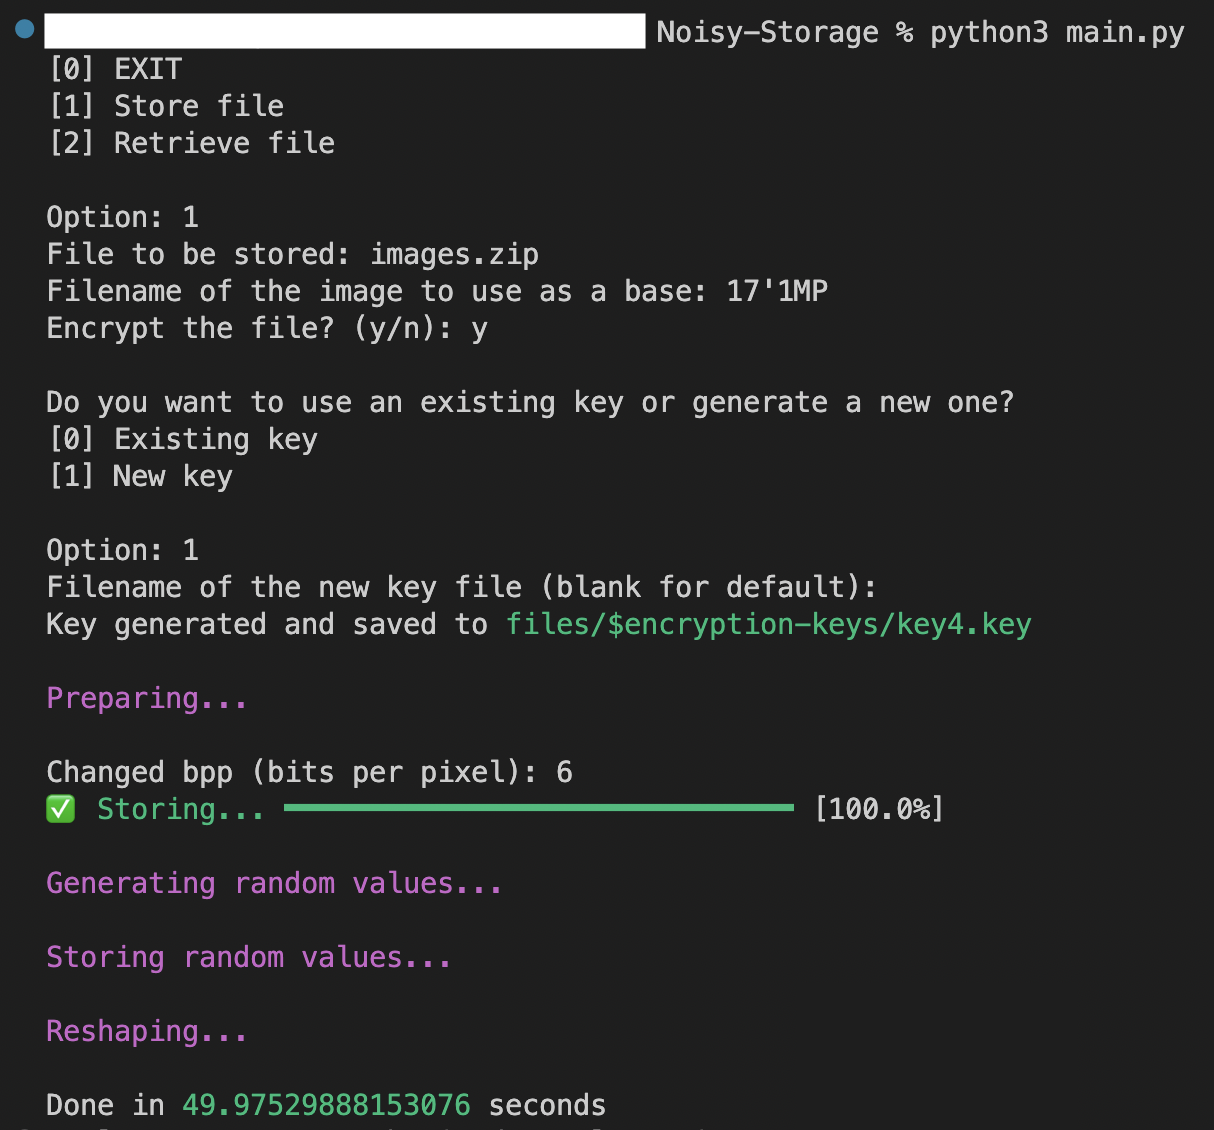 Noisy-Storage % python3 main.py
[0] EXIT
[1] Store file
[2] Retrieve file
Option: 1
File to be stored: images.zip
Filename of the image to use as a base: 17'1MP
Encrypt the file? (y/n): y
Do you want to use an existing key or generate a new one?
[0] Existing key
[1] New key
Option: 1
Filename of the new key file (blank for default):
Key generated and saved to files/$encryption-keys/key4.key
Preparing...
Changed bpp (bits per pixel): 6
✅ Storing... [100.0%]
Generating random values...
Storing random values...
Reshaping...
Done in 49.97529888153076 seconds